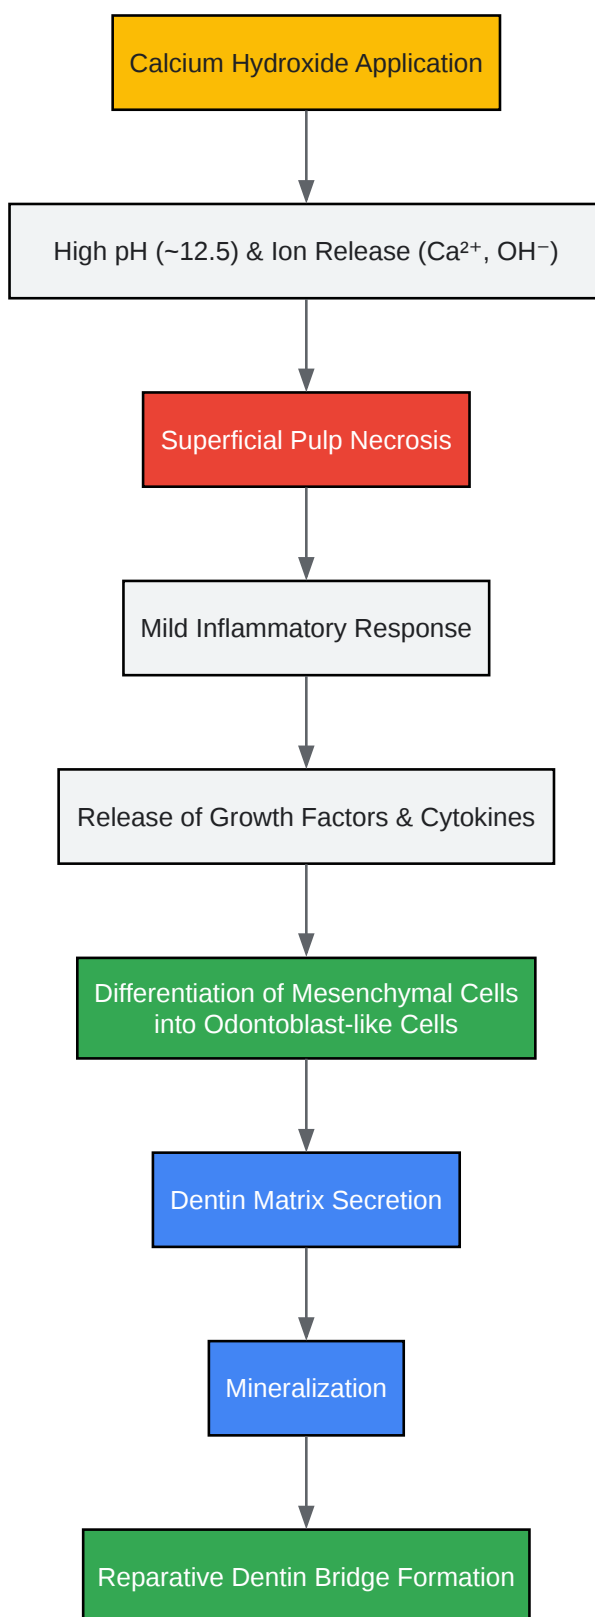 Calcium Hydroxide Application
High pH (~12.5) & Ion Release (Ca²⁺, OH⁻)
Superficial Pulp Necrosis
Mild Inflammatory Response
Release of Growth Factors & Cytokines
Differentiation of Mesenchymal Cells
into Odontoblast-like Cells
Dentin Matrix Secretion
Mineralization
Reparative Dentin Bridge Formation